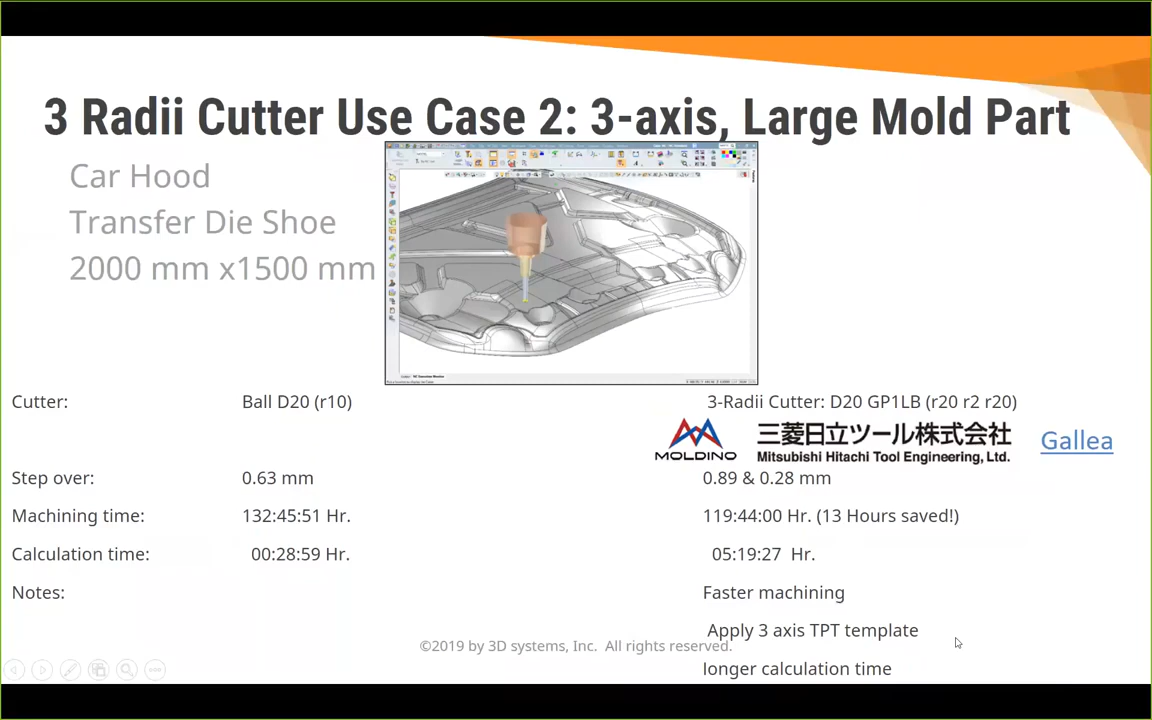 3 Radii Cutter Use Case 2: 3-axis, Large Mold Part
Car Hood
Transfer Die Shoe
2000 mm x1500 mm
Cutter: Ball D20 (r10) 3-Radii Cutter: D20 GP1LB (r20 r2 r20)
MOLDINO 三菱日立ツール株式会社 Mitsubishi Hitachi Tool Engineering, Ltd. Gallea
Step over: 0.63 mm 0.89 & 0.28 mm
Machining time: 132:45:51 Hr. 119:44:00 Hr. (13 Hours saved!)
Calculation time: 00:28:59 Hr. 05:19:27 Hr.
Notes: Faster machining
Apply 3 axis TPT template
©2019 by 3D systems, Inc. All rights reserved.
longer calculation time